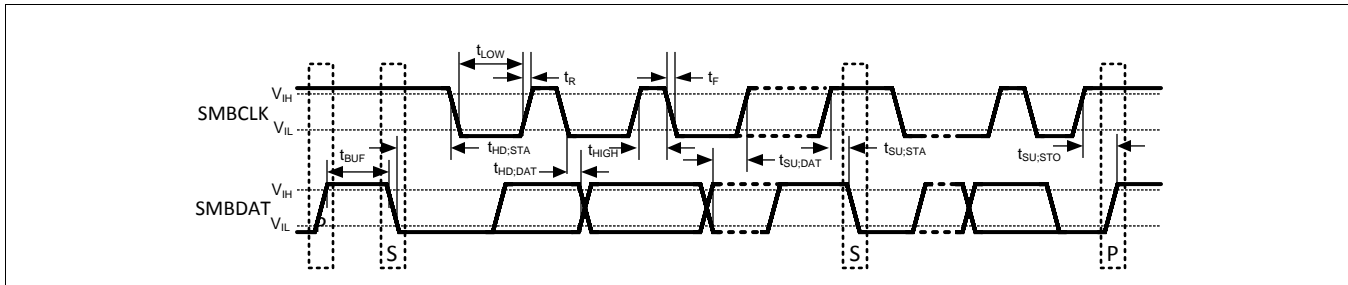 tLOW
tR
tF
VIH
SMBCLK
VIL
tBUF
tHD;STA
tHIGH
tSU;DAT
tSU;STA
tSU;STO
tHD;DAT
VIH
SMBDAT
VIL
P
S
S
P